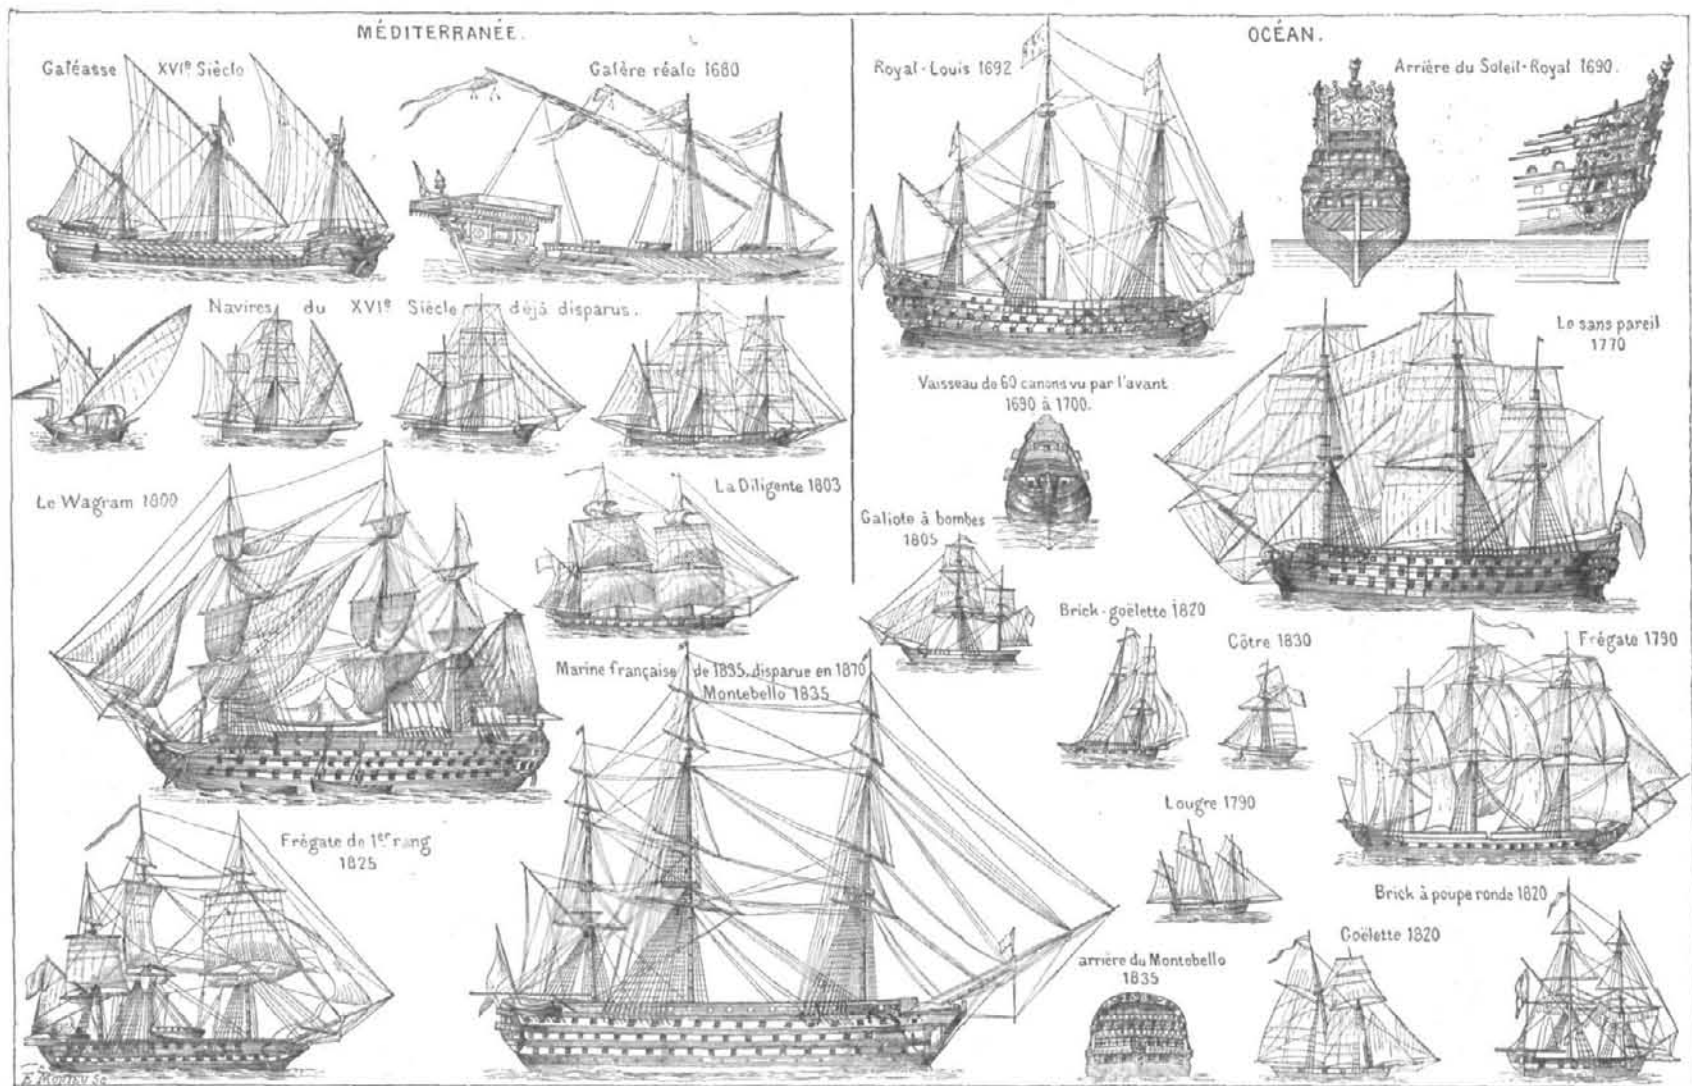 MÉDITERRANÉE.
Galéasse XVIe Siècle
Galère réale 1680
Navires du XVIe Siècle déjà disparus.
Le Wagram 1800
La Diligente 1803
Marine française de 1835, disparue en 1870
Montebello 1835
Frégate de 1er rang
1825
OCÉAN.
Royal-Louis 1692
Arrière du Soleil-Royal 1690.
Le sans pareil
1770
Vaisseau de 60 canons vu par l'avant
1690 à 1700.
Galiote à bombes
1805
Brick-goëlette 1820
Côtre 1830
Frégate 1790
Lougre 1790
Brick à poupe ronde 1820
Goëlette 1820
arrière du Montebello
1835